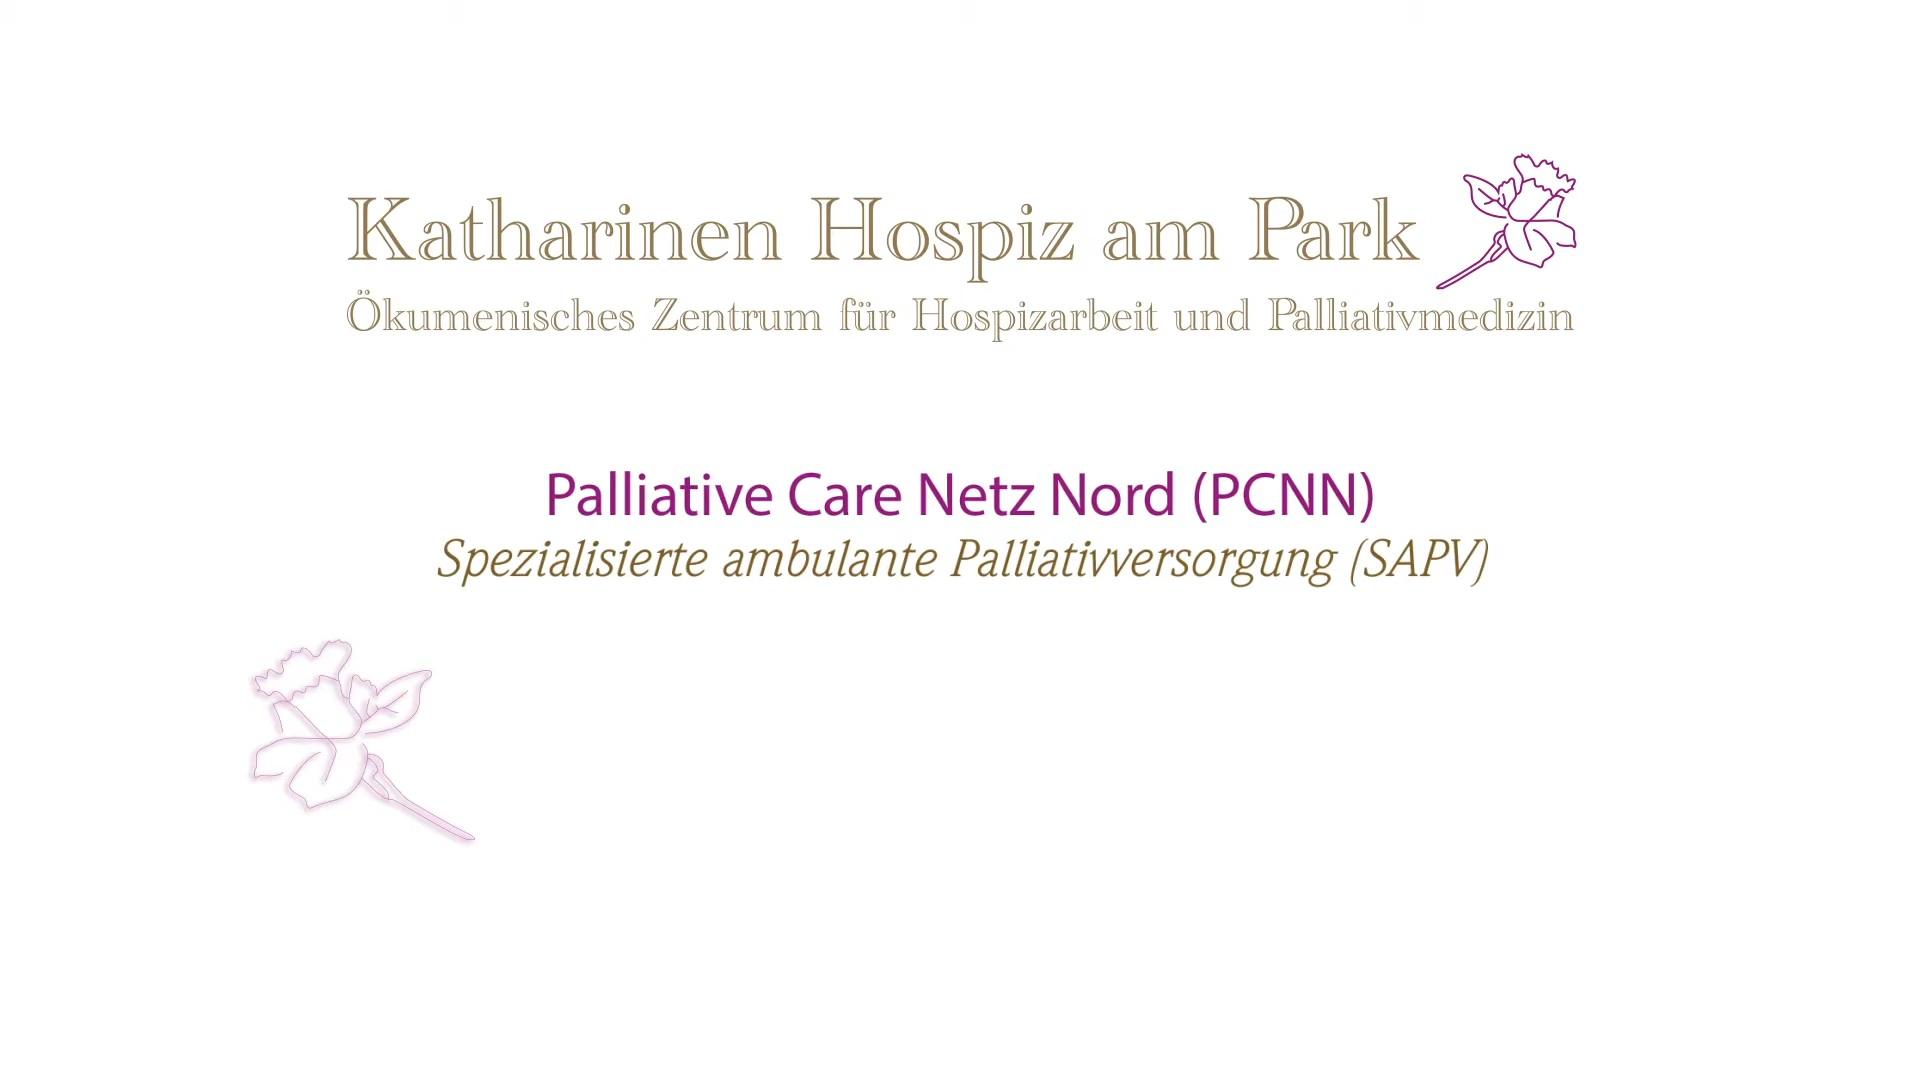 Katharinen Hospiz am Park
Ökumenisches Zentrum für Hospizarbeit und Palliativmedizin
Palliative Care Netz Nord (PCNN)
Spezialisierte ambulante Palliativversorgung (SAPV)